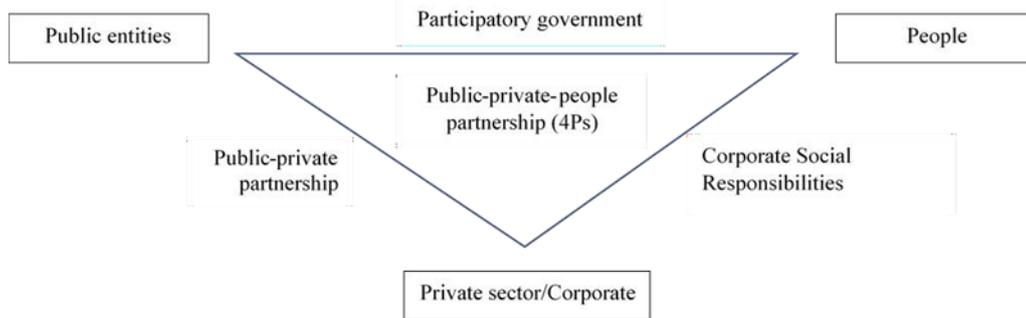 Participatory government
Public entities
People
Public-private-people
partnership (4Ps)
Public-private
partnership
Corporate Social
Responsibilities
Private sector/Corporate